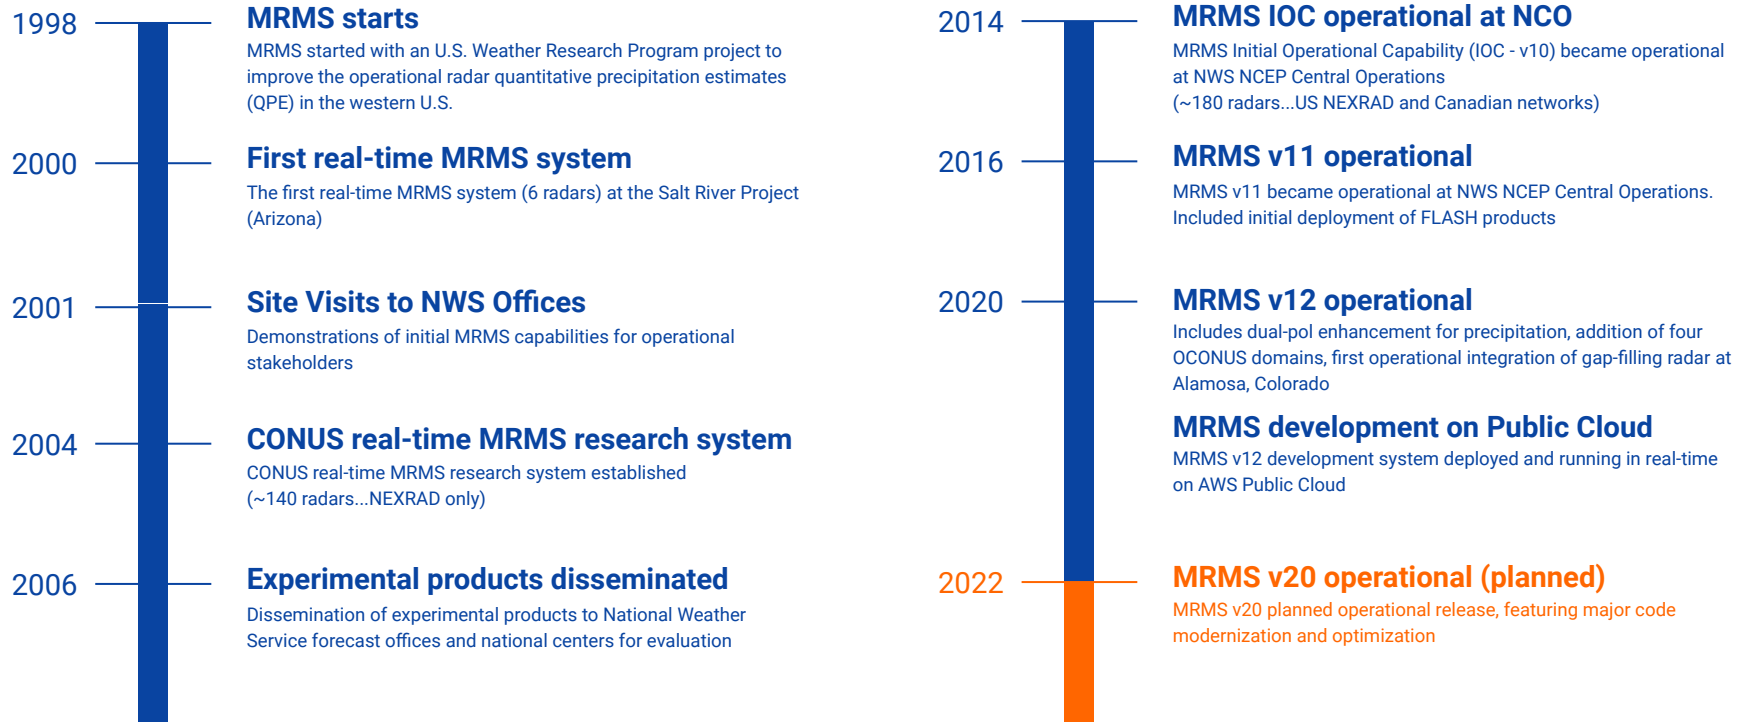 1998
MRMS starts
MRMS started with an U.S. Weather Research Program project to
improve the operational radar quantitative precipitation estimates
(QPE) in the western U.S.
2000
First real-time MRMS system
The first real-time MRMS system (6 radars) at the Salt River Project
(Arizona)
2001
Site Visits to NWS Offices
Demonstrations of initial MRMS capabilities for operational
stakeholders
2004
CONUS real-time MRMS research system
CONUS real-time MRMS research system established
(~140 radars...NEXRAD only)
2006
Experimental products disseminated
Dissemination of experimental products to National Weather
Service forecast offices and national centers for evaluation
2014
MRMS IOC operational at NCO
MRMS Initial Operational Capability (IOC - v10) became operational
at NWS NCEP Central Operations
(~180 radars...US NEXRAD and Canadian networks)
2016
MRMS v11 operational
MRMS v11 became operational at NWS NCEP Central Operations.
Included initial deployment of FLASH products
2020
MRMS v12 operational
Includes dual-pol enhancement for precipitation, addition of four
OCONUS domains, first operational integration of gap-filling radar at
Alamosa, Colorado
MRMS development on Public Cloud
MRMS v12 development system deployed and running in real-time
on AWS Public Cloud
2022
MRMS v20 operational (planned)
MRMS v20 planned operational release, featuring major code
modernization and optimization